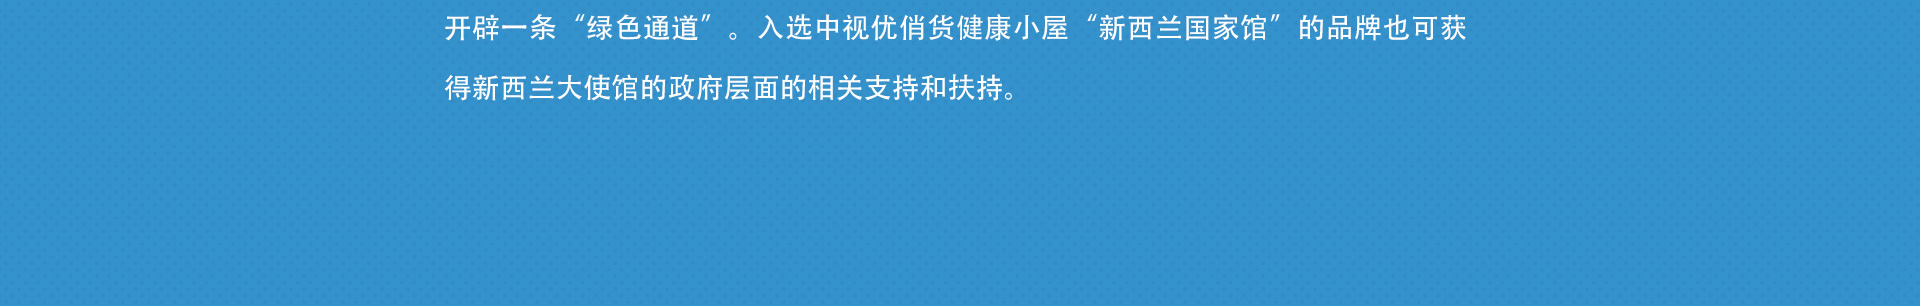 开辟一条“绿色通道”。入选中视优俏货健康小屋“新西兰国家馆”的品牌也可获
得新西兰大使馆的政府层面的相关支持和扶持。